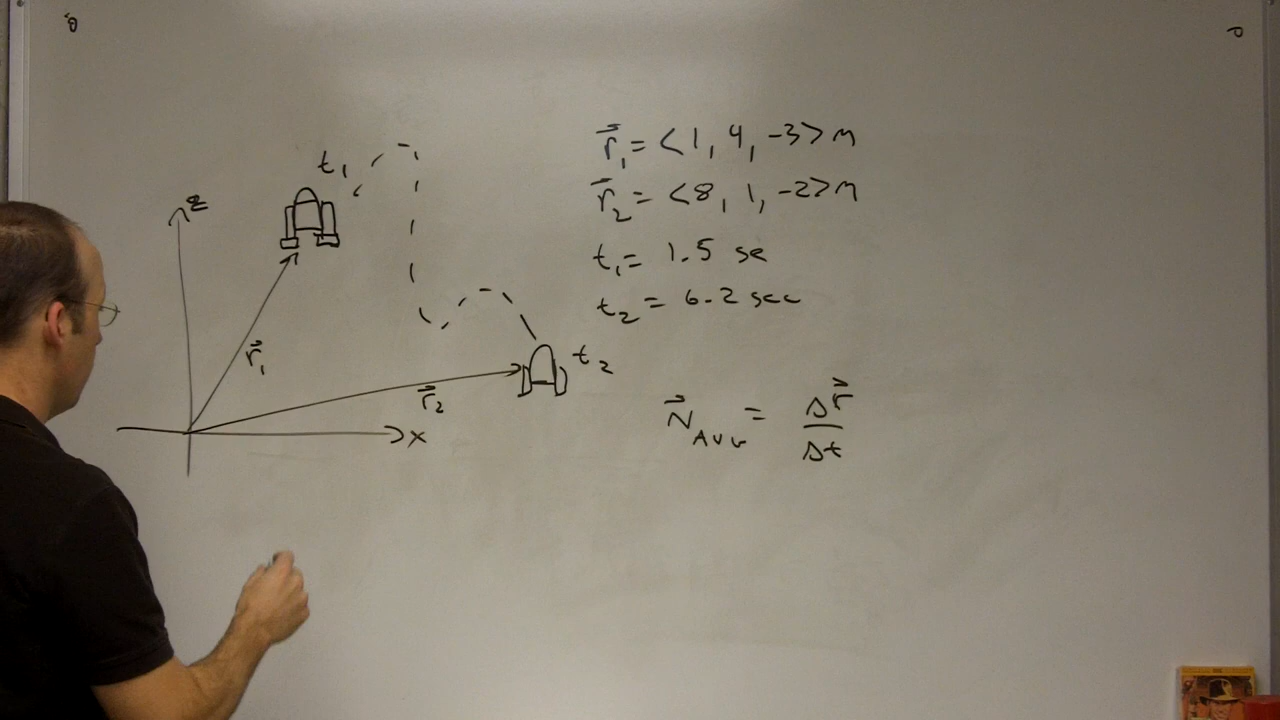 r⃗₁ = <1, 4, -3> m
r⃗₂ = <8, 1, -2> m
t₁ = 1.5 se
t₂ = 6.2 sec
t₁
z
r⃗₁
t₂
r⃗₂
x
v⃗AVG = Δr⃗/Δt